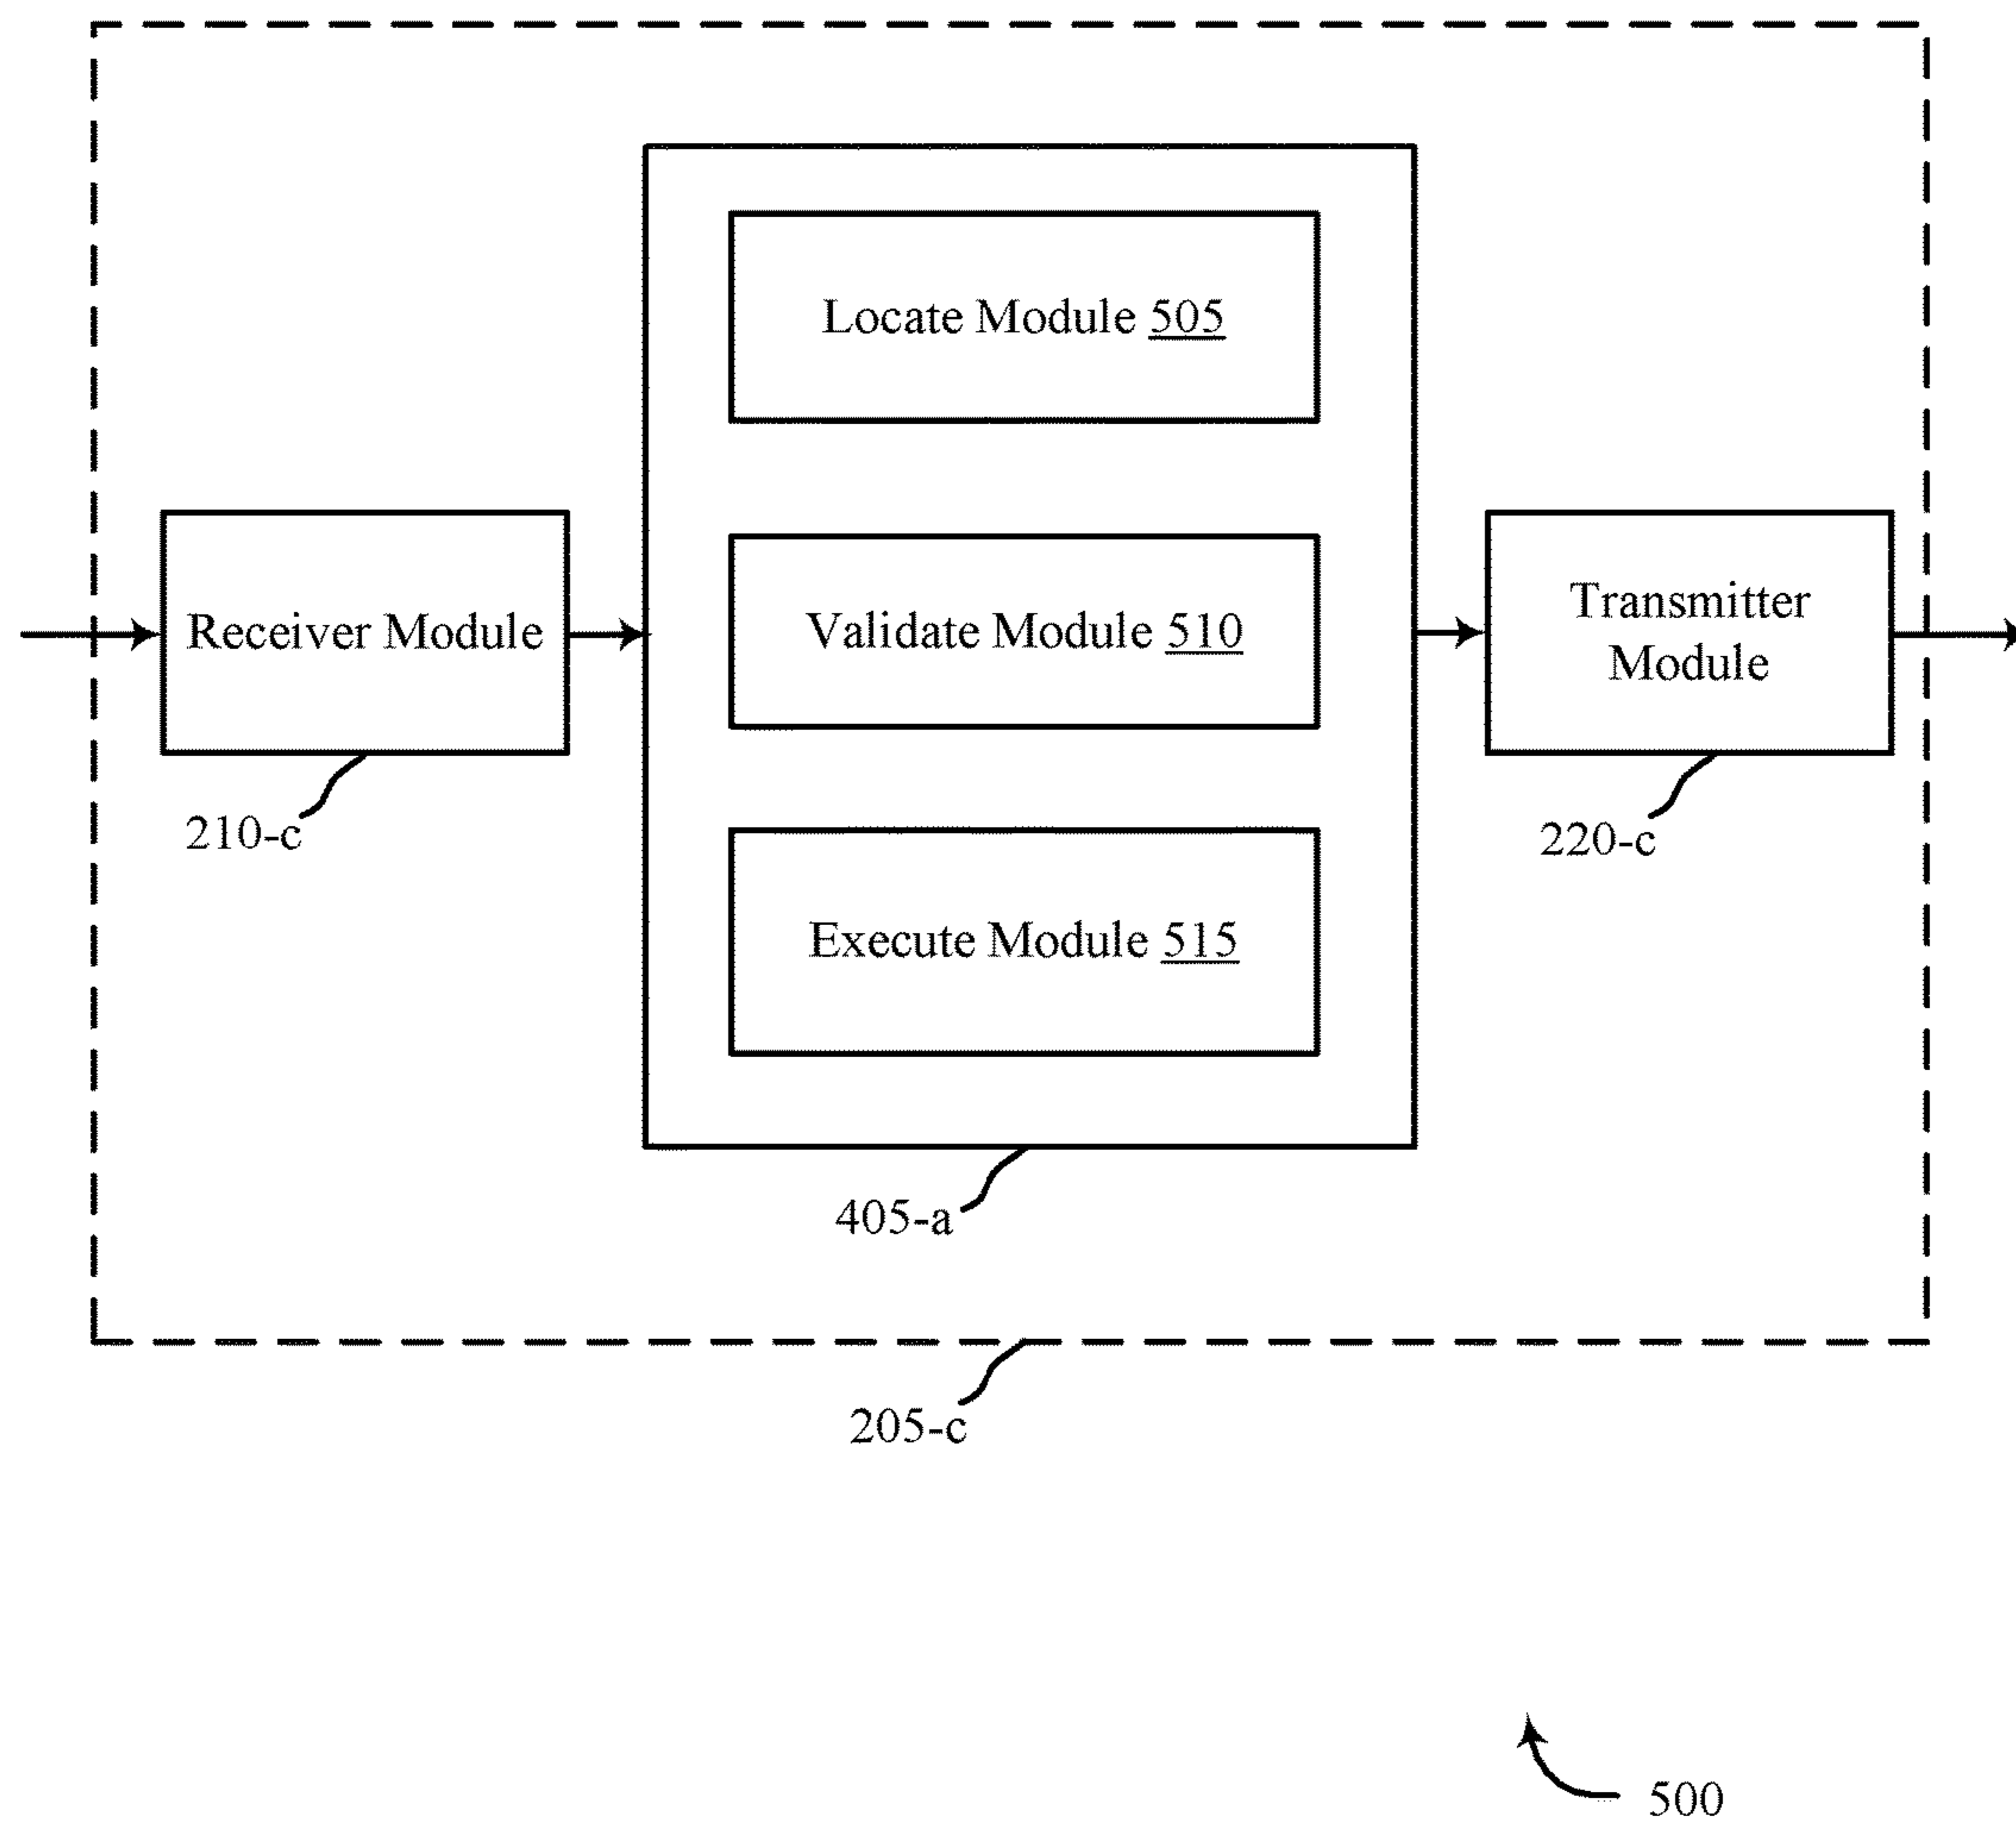 Locate Module 505
Receiver Module
Validate Module 510
Transmitter
Module
210-c
220-c
Execute Module 515
405-a
205-c
500